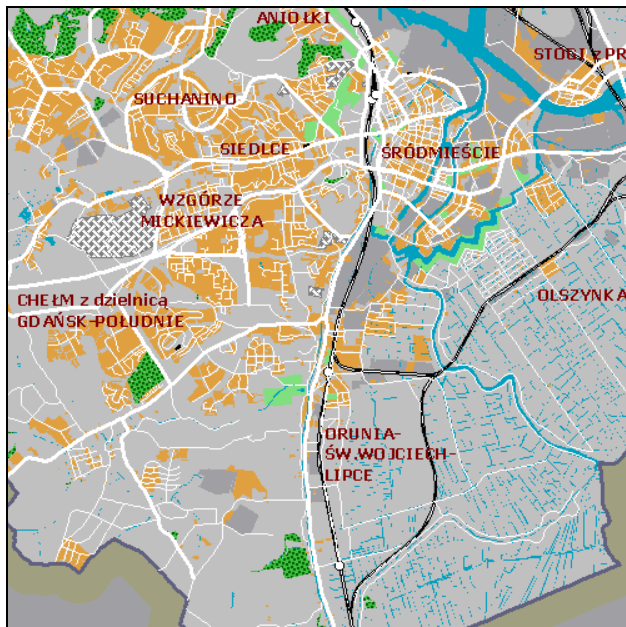 ANIOŁKI
STOGI z PR
SUCHANINO
SIEDLCE
ŚRÓDMIEŚCIE
WZGÓRZE
MICKIEWICZA
CHEŁM z dzielnicą
GDAŃSK-POŁUDNIE
OLSZYNKA
ORUNIA-
ŚW.WOJCIECH-
LIPCE